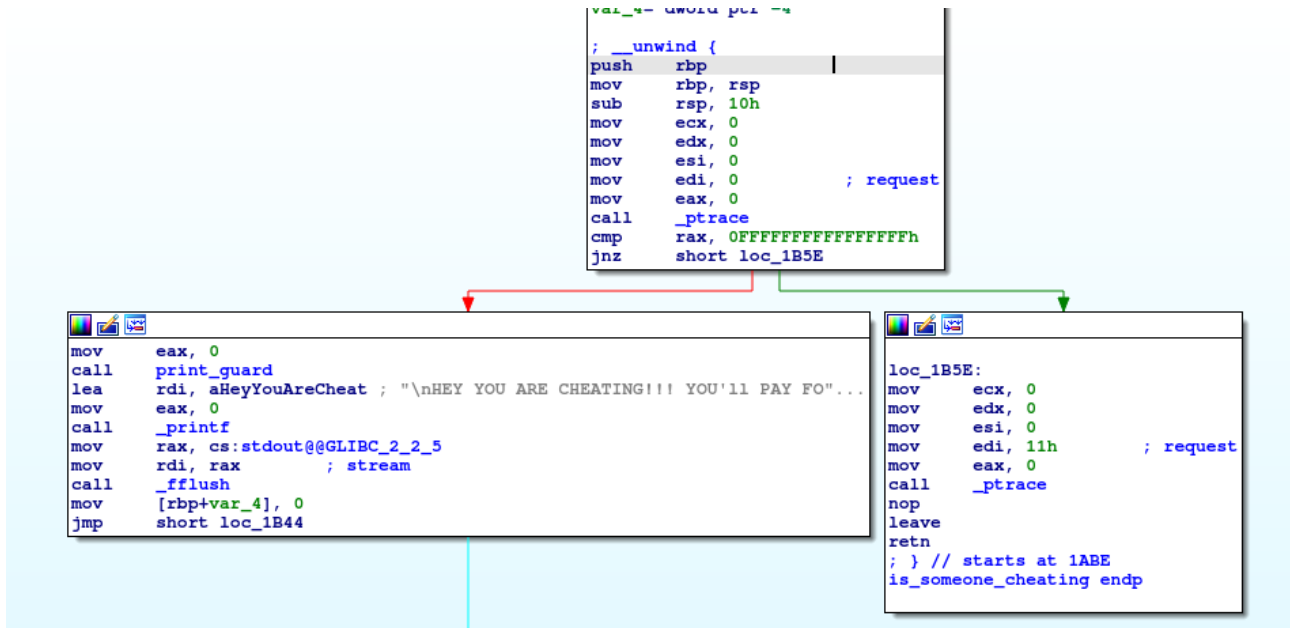 var_4= dword ptr -4
; __unwind {
push rbp
mov rbp, rsp
sub rsp, 10h
mov ecx, 0
mov edx, 0
mov esi, 0
mov edi, 0 ; request
mov eax, 0
call _ptrace
cmp rax, 0FFFFFFFFFFFFFFFFh
jnz short loc_1B5E
mov eax, 0
call print_guard
lea rdi, aHeyYouAreCheat ; "\nHEY YOU ARE CHEATING!!! YOU'll PAY FO"...
mov eax, 0
call _printf
mov rax, cs:stdout@@GLIBC_2_2_5
mov rdi, rax ; stream
call _fflush
mov [rbp+var_4], 0
jmp short loc_1B44
loc_1B5E:
mov ecx, 0
mov edx, 0
mov esi, 0
mov edi, 11h ; request
mov eax, 0
call _ptrace
nop
leave
retn
; } // starts at 1ABE
is_someone_cheating endp